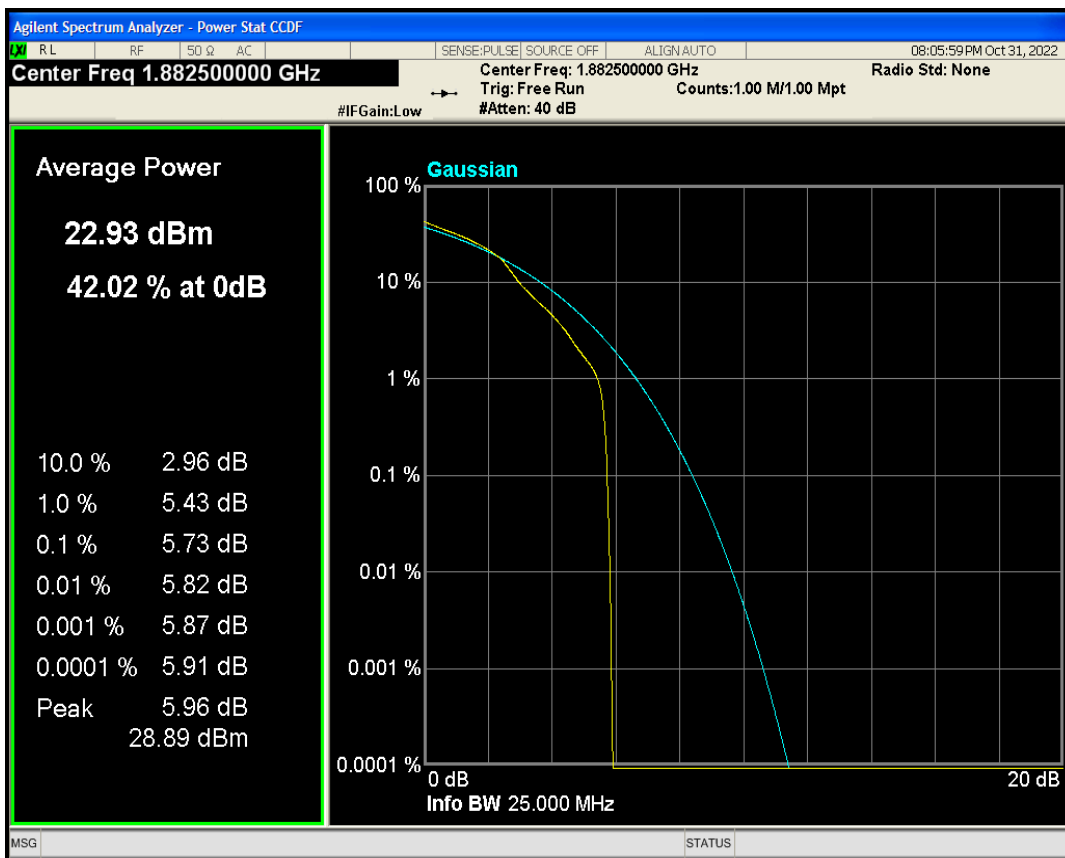 Agilent Spectrum Analyzer - Power Stat CCDF
LXI RL RF 50 Ω AC SENSE:PULSE SOURCE OFF ALIGN AUTO 08:05:59 PM Oct 31, 2022
Center Freq 1.882500000 GHz Center Freq: 1.882500000 GHz Radio Std: None
Trig: Free Run Counts:1.00 M/1.00 Mpt
#IFGain:Low #Atten: 40 dB
Average Power
22.93 dBm
42.02 % at 0dB
10.0 % 2.96 dB
1.0 % 5.43 dB
0.1 % 5.73 dB
0.01 % 5.82 dB
0.001 % 5.87 dB
0.0001 % 5.91 dB
Peak 5.96 dB
28.89 dBm
Gaussian
100 %
10 %
1 %
0.1 %
0.01 %
0.001 %
0.0001 %
0 dB 20 dB
Info BW 25.000 MHz
MSG STATUS